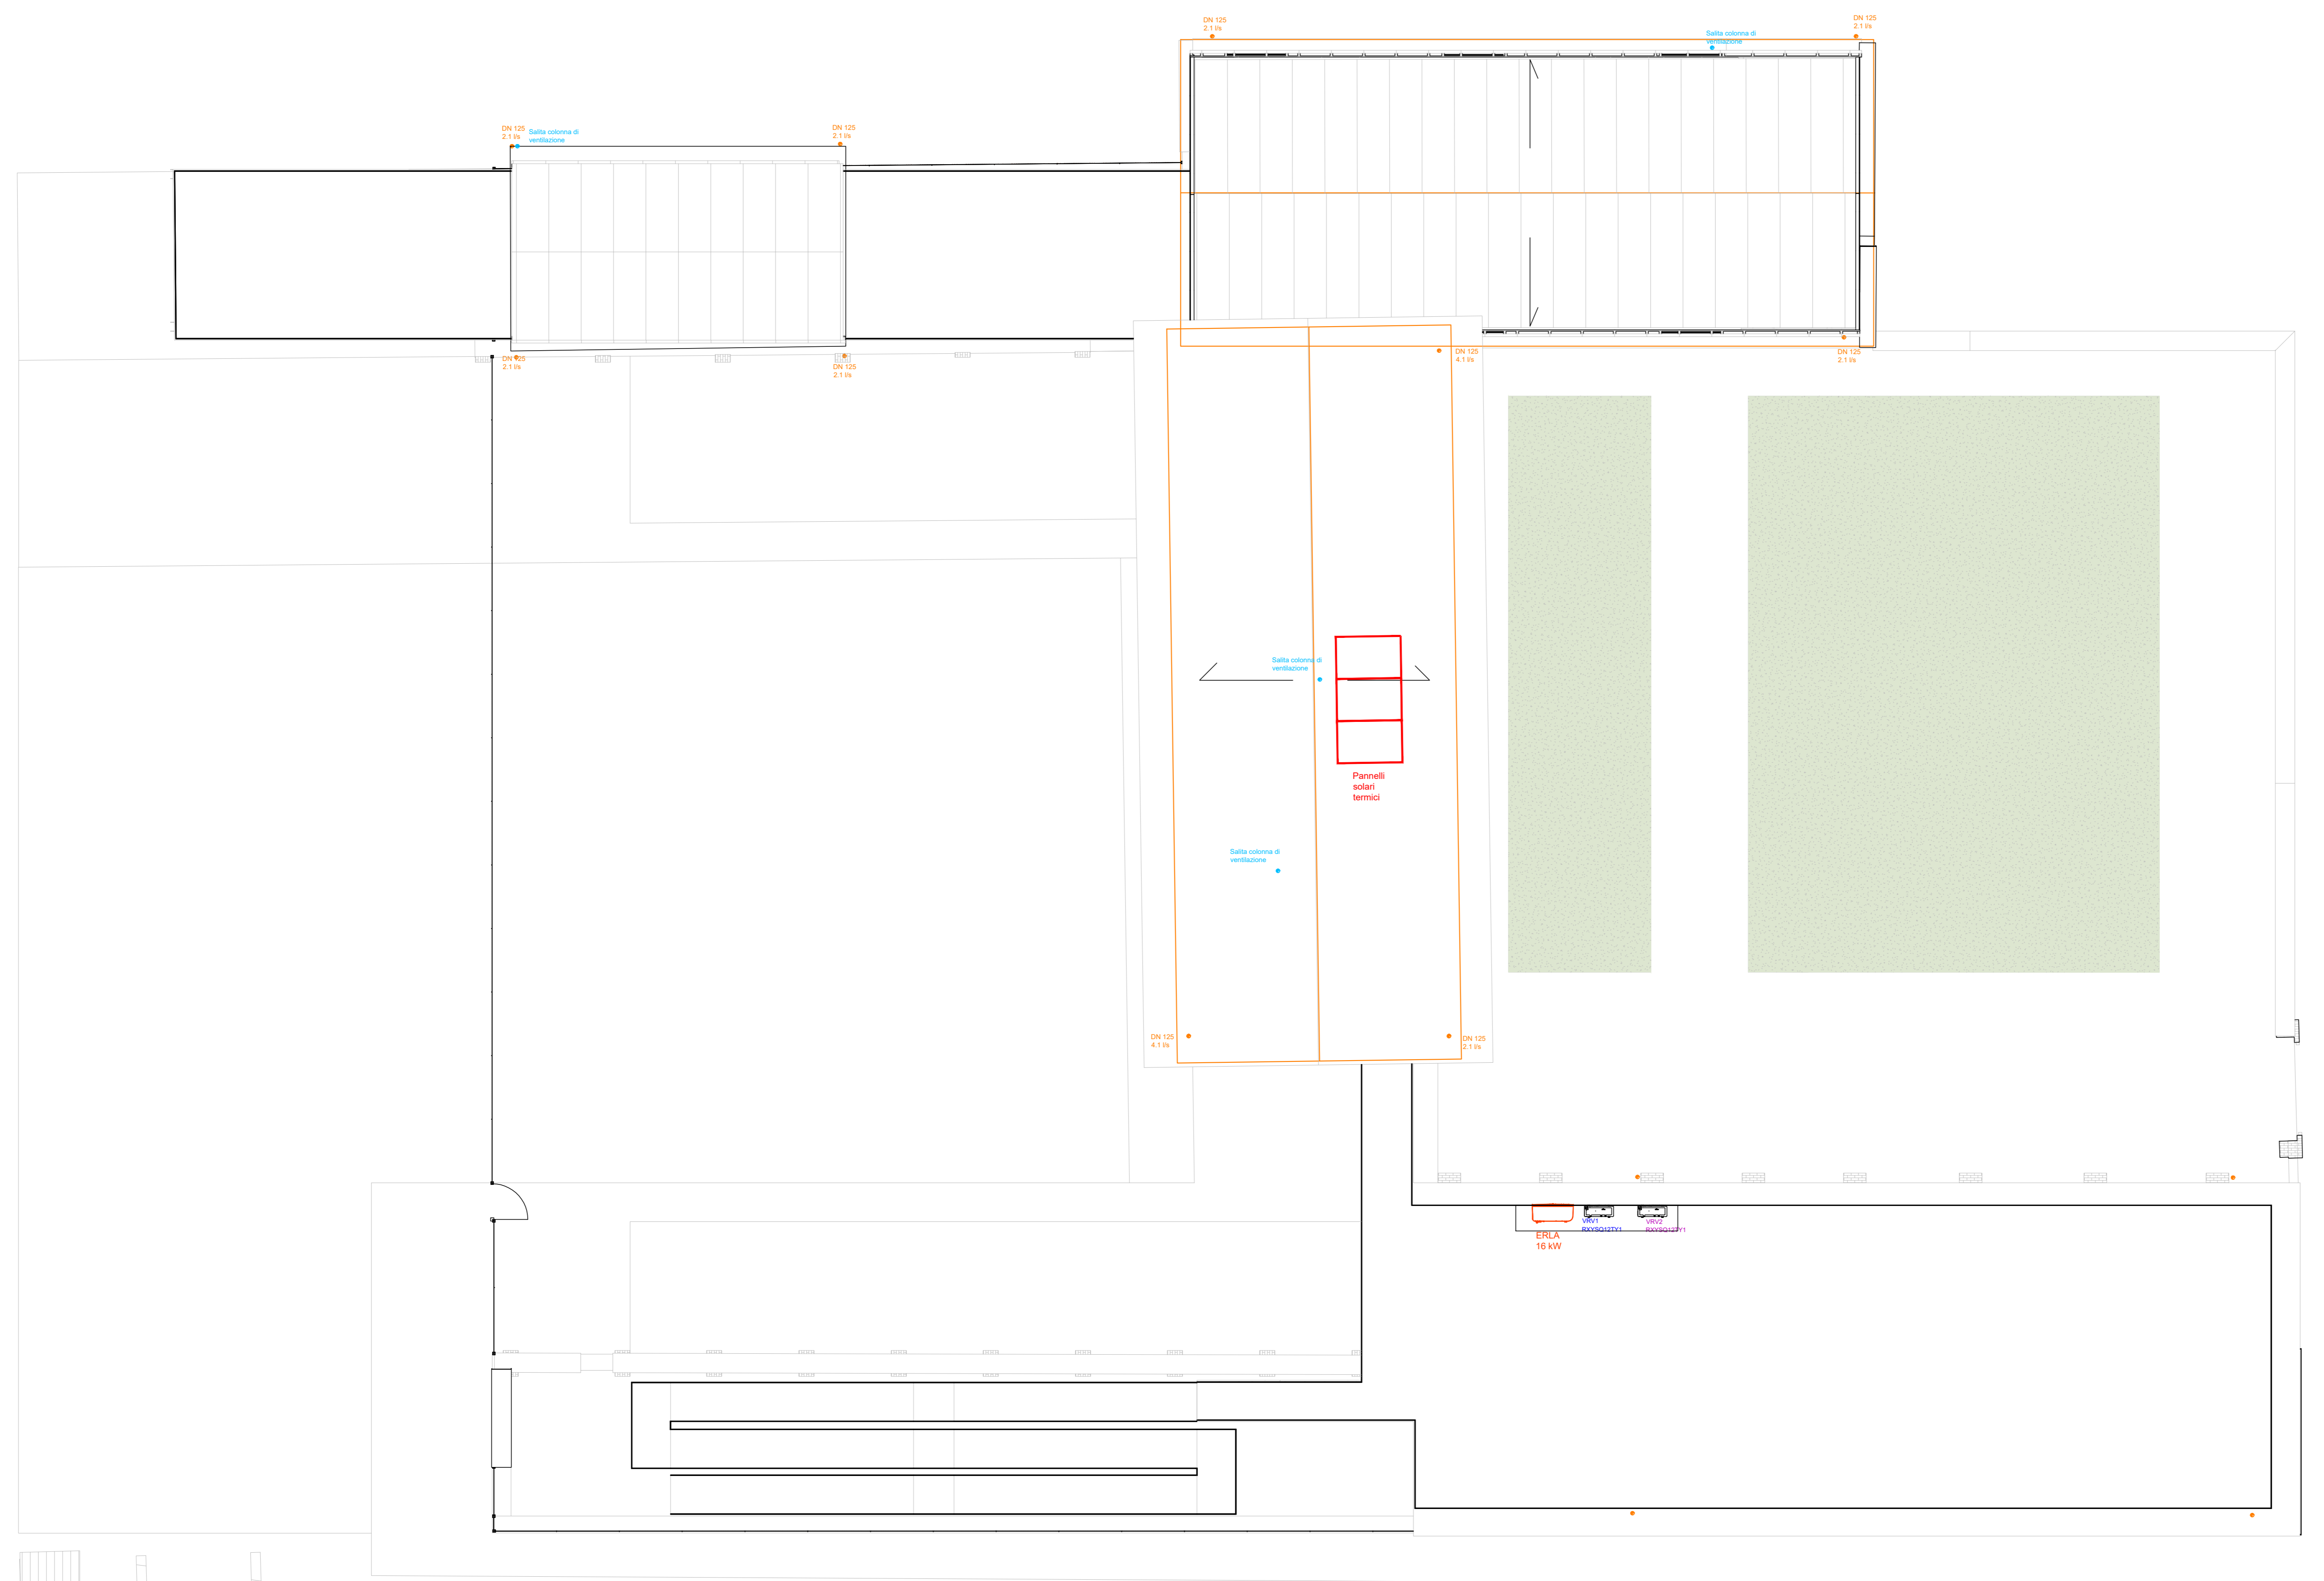 DN 125
2.1 l/s
DN 125
2.1 l/s
Salita colonna di
ventilazione
DN 125
2.1 l/s
Salita colonna di
ventilazione
DN 125
2.1 l/s
DN 125
2.1 l/s
DN 125
2.1 l/s
DN 125
4.1 l/s
DN 125
2.1 l/s
Salita colonna di
ventilazione
Pannelli
solari
termici
Salita colonna di
ventilazione
DN 125
4.1 l/s
DN 125
2.1 l/s
VRV1
RXYSQ12TY1
VRV2
RXYSQ12TY1
ERLA
16 kW